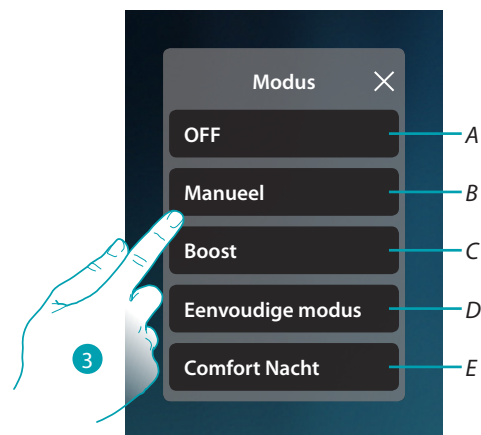 Modus
OFF
A
Manueel
B
Boost
C
Eenvoudige modus
D
3
Comfort Nacht
E